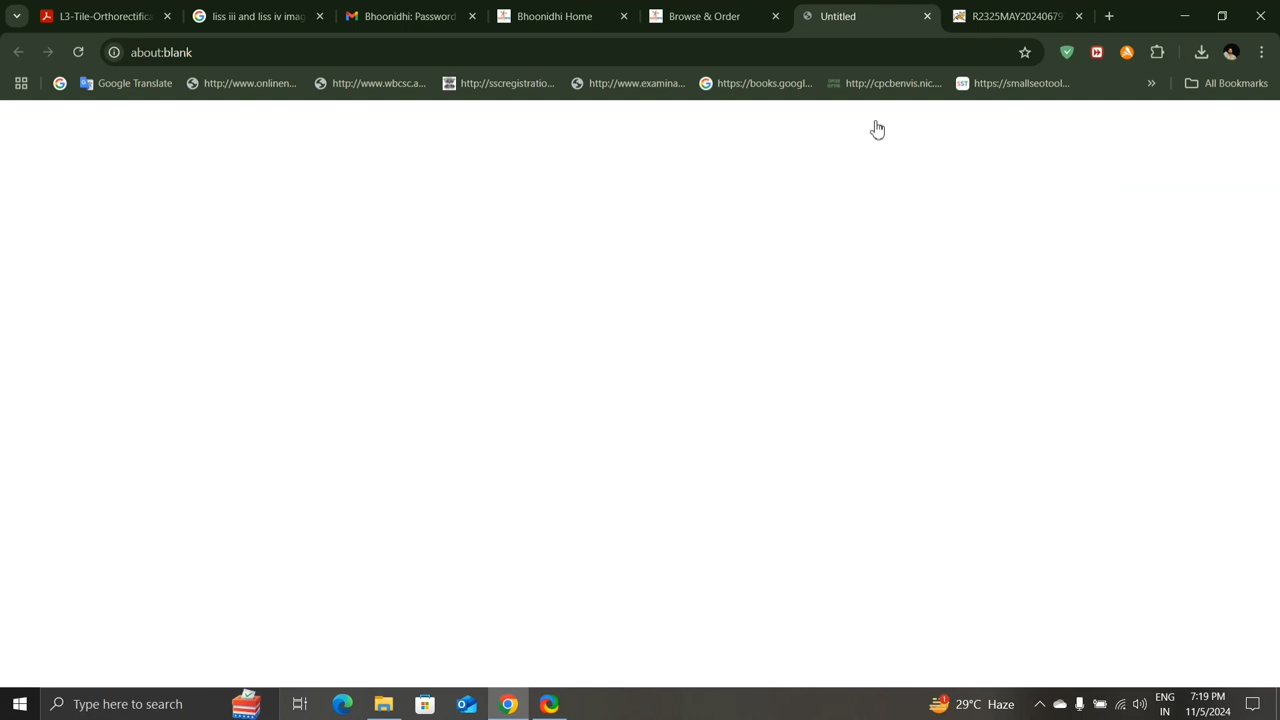 L3-Tile-Orthorectifica
liss iii and liss iv imag
Bhoonidhi: Password
Bhoonidhi Home
Browse & Order
Untitled
R2325MAY20240679
about:blank
Google Translate
http://www.onlinen...
http://www.wbcsc.a...
http://sscregistratio...
http://www.examina...
https://books.googl...
http://cpcbenvis.nic....
https://smallseotool...
All Bookmarks
Type here to search
29°C Haze
ENG
IN
7:19 PM
11/5/2024